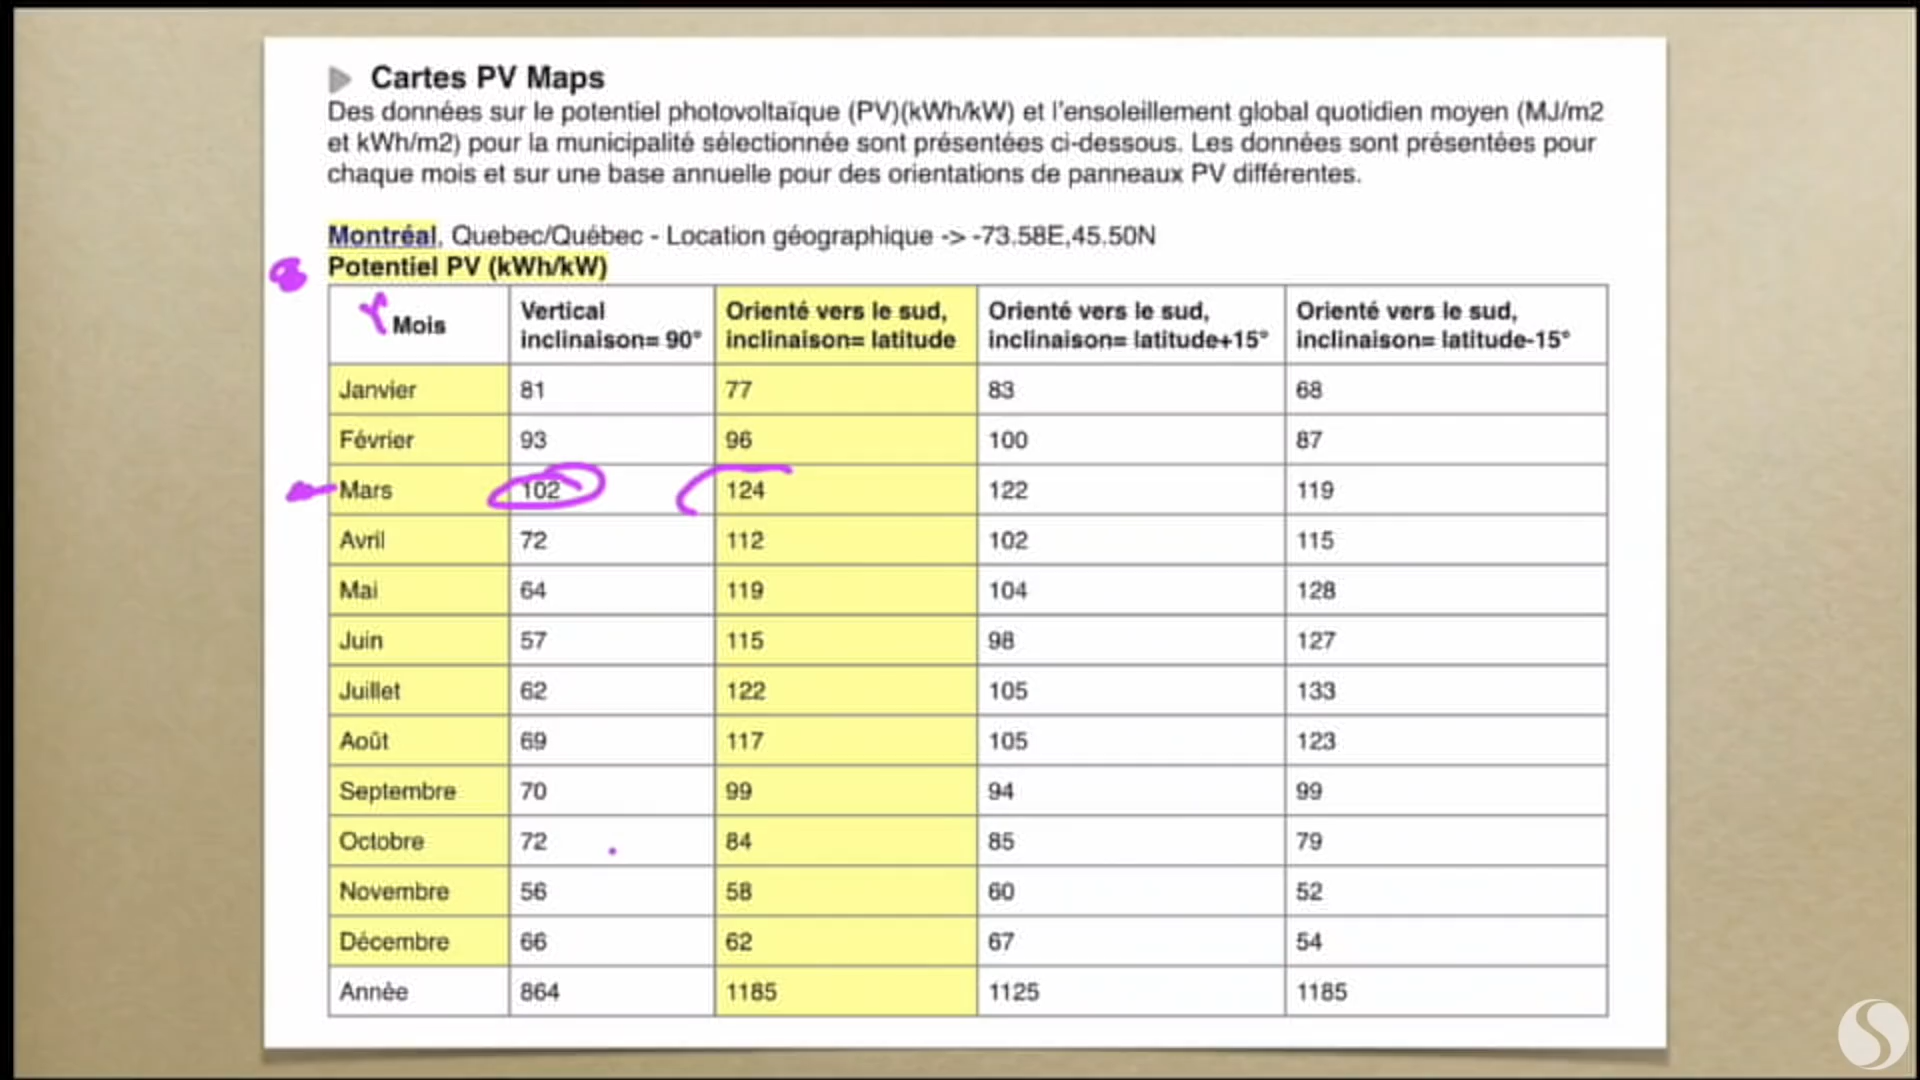 Cartes PV Maps
Des données sur le potentiel photovoltaïque (PV)(kWh/kW) et l'ensoleillement global quotidien moyen (MJ/m2
et kWh/m2) pour la municipalité sélectionnée sont présentées ci-dessous. Les données sont présentées pour
chaque mois et sur une base annuelle pour des orientations de panneaux PV différentes.
Montréal, Quebec/Québec - Location géographique -> -73.58E,45.50N
Potentiel PV (kWh/kW)
Mois Vertical inclinaison= 90° Orienté vers le sud, inclinaison= latitude Orienté vers le sud, inclinaison= latitude+15° Orienté vers le sud, inclinaison= latitude-15°
Janvier 81 77 83 68
Février 93 96 100 87
Mars 102 124 122 119
Avril 72 112 102 115
Mai 64 119 104 128
Juin 57 115 98 127
Juillet 62 122 105 133
Août 69 117 105 123
Septembre 70 99 94 99
Octobre 72 84 85 79
Novembre 56 58 60 52
Décembre 66 62 67 54
Année 864 1185 1125 1185